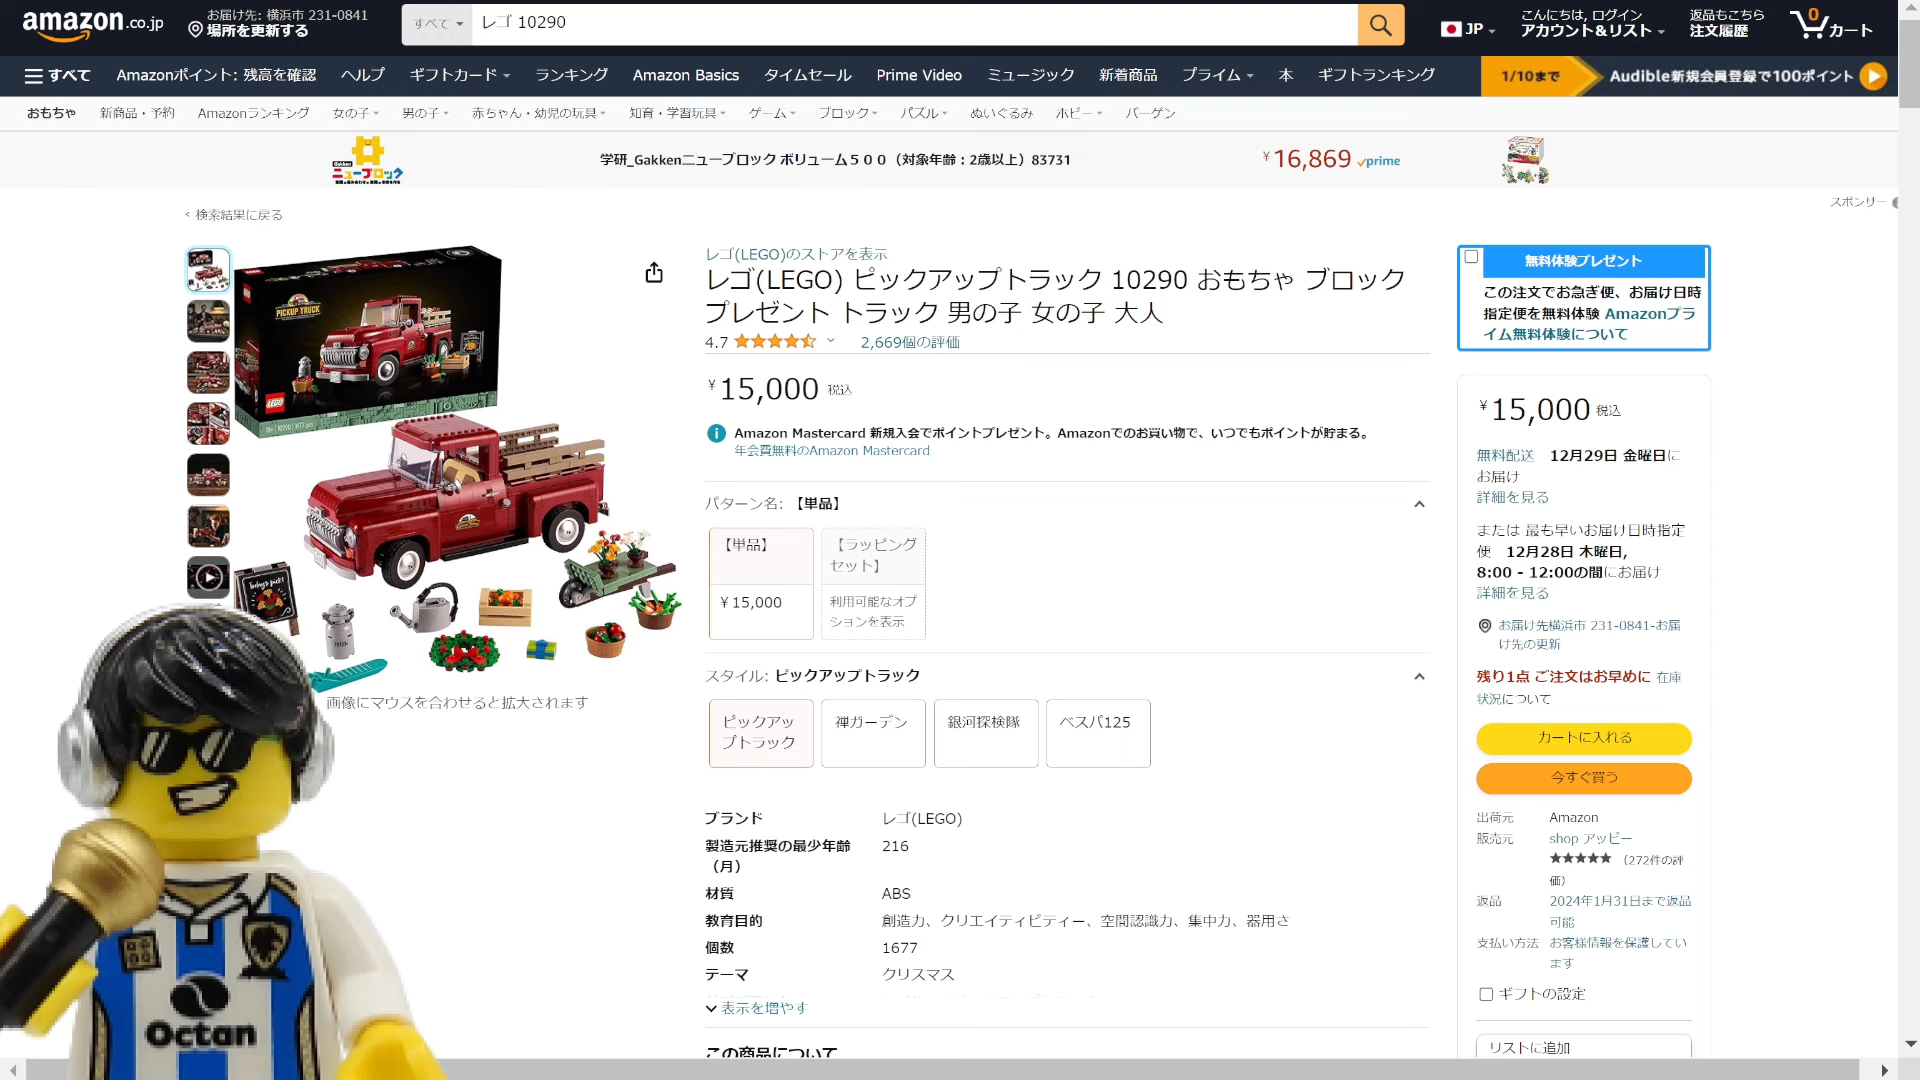 amazon.co.jp
お届け先: 横浜市 231-0841
場所を更新する
すべて
レゴ 10290
JP
こんにちは, ログイン
アカウント&リスト
返品もこちら
注文履歴
0
カート
すべて
Amazonポイント: 残高を確認
ヘルプ
ギフトカード
ランキング
Amazon Basics
タイムセール
Prime Video
ミュージック
新着商品
プライム
本
ギフトランキング
1/10まで
Audible新規会員登録で100ポイント
おもちゃ
新商品・予約
Amazonランキング
女の子
男の子
赤ちゃん・幼児の玩具
知育・学習玩具
ゲーム
ブロック
パズル
ぬいぐるみ
ホビー
バーゲン
Gakken
ニューブロック
学研_Gakkenニューブロック ボリューム５００（対象年齢：2歳以上）83731
¥16,869 prime
スポンサー
‹ 検索結果に戻る
PICKUP TRUCK
LEGO
Today's pick!
MILK
画像にマウスを合わせると拡大されます
レゴ(LEGO)のストアを表示
レゴ(LEGO) ピックアップトラック 10290 おもちゃ ブロック
プレゼント トラック 男の子 女の子 大人
4.7
2,669個の評価
¥15,000 税込
Amazon Mastercard 新規入会でポイントプレゼント。Amazonでのお買い物で、いつでもポイントが貯まる。
年会費無料のAmazon Mastercard
パターン名: 【単品】
【単品】
￥15,000
【ラッピング
セット】
利用可能なオプ
ションを表示
スタイル: ピックアップトラック
ピックアッ
プトラック
禅ガーデン
銀河探検隊
ベスパ125
ブランド
レゴ(LEGO)
製造元推奨の最少年齢
（月）
216
材質
ABS
教育目的
創造力、クリエイティビティー、空間認識力、集中力、器用さ
個数
1677
テーマ
クリスマス
表示を増やす
この商品について
無料体験プレゼント
この注文でお急ぎ便、お届け日時
指定便を無料体験 Amazonプラ
イム無料体験について
¥15,000 税込
無料配送 12月29日 金曜日に
お届け
詳細を見る
または 最も早いお届け日時指定
便 12月28日 木曜日,
8:00 - 12:00の間にお届け
詳細を見る
お届け先横浜市 231-0841-お届
け先の更新
残り1点 ご注文はお早めに 在庫
状況について
カートに入れる
今すぐ買う
出荷元
Amazon
販売元
shop アッピー
★★★★★ （272件の評
価）
返品
2024年1月31日まで返品
可能
支払い方法
お客様情報を保護してい
ます
ギフトの設定
リストに追加
Octan